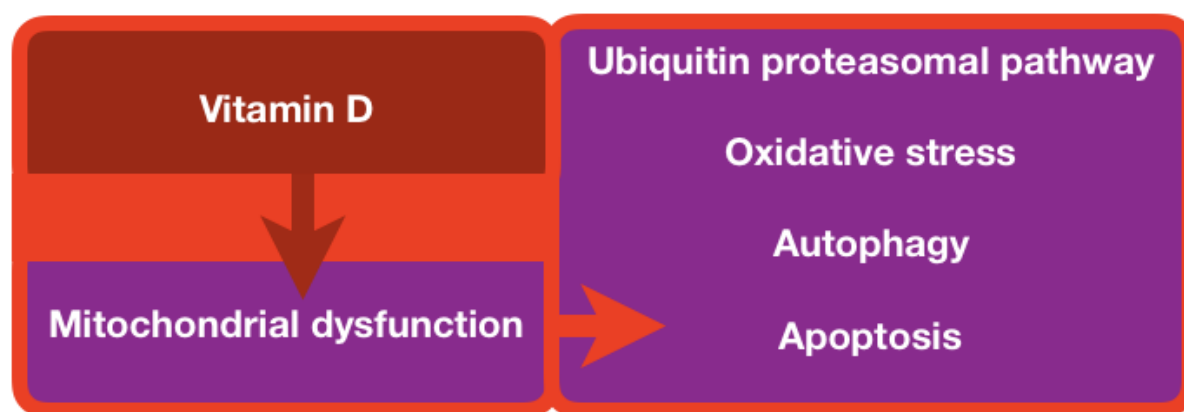 Vitamin D
Mitochondrial dysfunction
Ubiquitin proteasomal pathway
Oxidative stress
Autophagy
Apoptosis